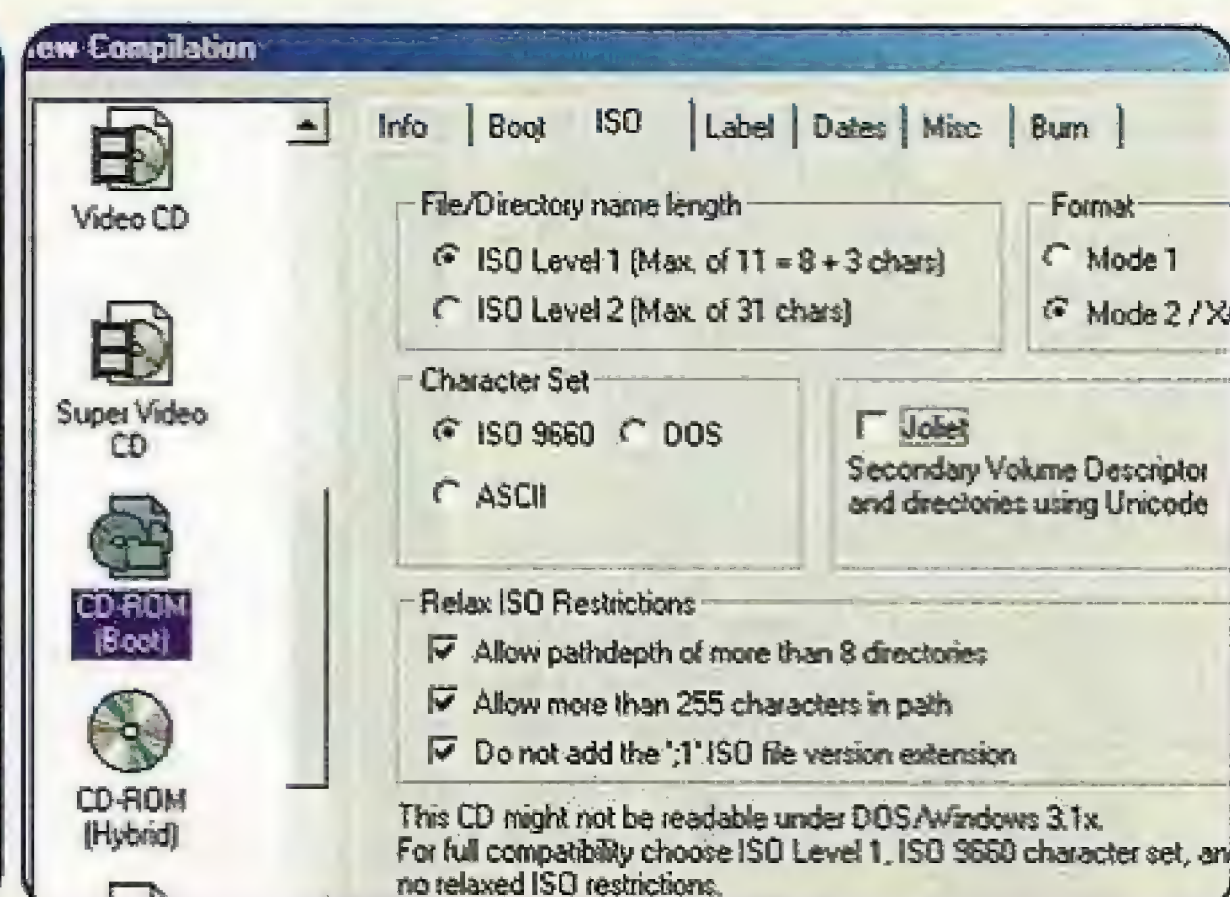 ew Compilation
Video CD
Super Video
CD
CD-ROM
(Boot)
CD-ROM
(Hybrid)
Info
Boot
ISO
Label
Dates
Misc
Burn
File/Directory name length
ISO Level 1 (Max. of 11 = 8 + 3 chars)
ISO Level 2 (Max. of 31 chars)
Format
Mode 1
Mode 2 / XA
Character Set
ISO 9660
DOS
ASCII
Joliet
Secondary Volume Descriptor
and directories using Unicode
Relax ISO Restrictions
Allow pathdepth of more than 8 directories
Allow more than 255 characters in path
Do not add the ";1" ISO file version extension
This CD might not be readable under DOS/Windows 3.1x.
For full compatibility choose ISO Level 1, ISO 9660 character set, an
no relaxed ISO restrictions.